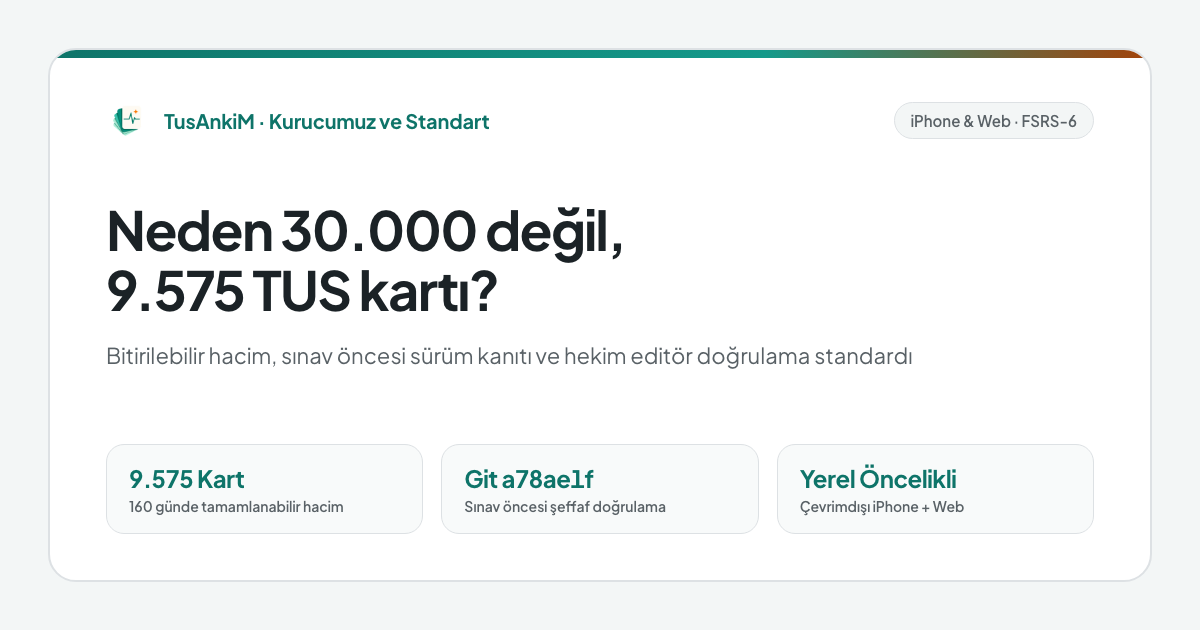 TusAnkiM · Kurucumuz ve Standart
iPhone & Web · FSRS-6
Neden 30.000 değil,
9.575 TUS kartı?
Bitirilebilir hacim, sınav öncesi sürüm kanıtı ve hekim editör doğrulama standardı
9.575 Kart
160 günde tamamlanabilir hacim
Git a78ae1f
Sınav öncesi şeffaf doğrulama
Yerel Öncelikli
Çevrimdışı iPhone + Web